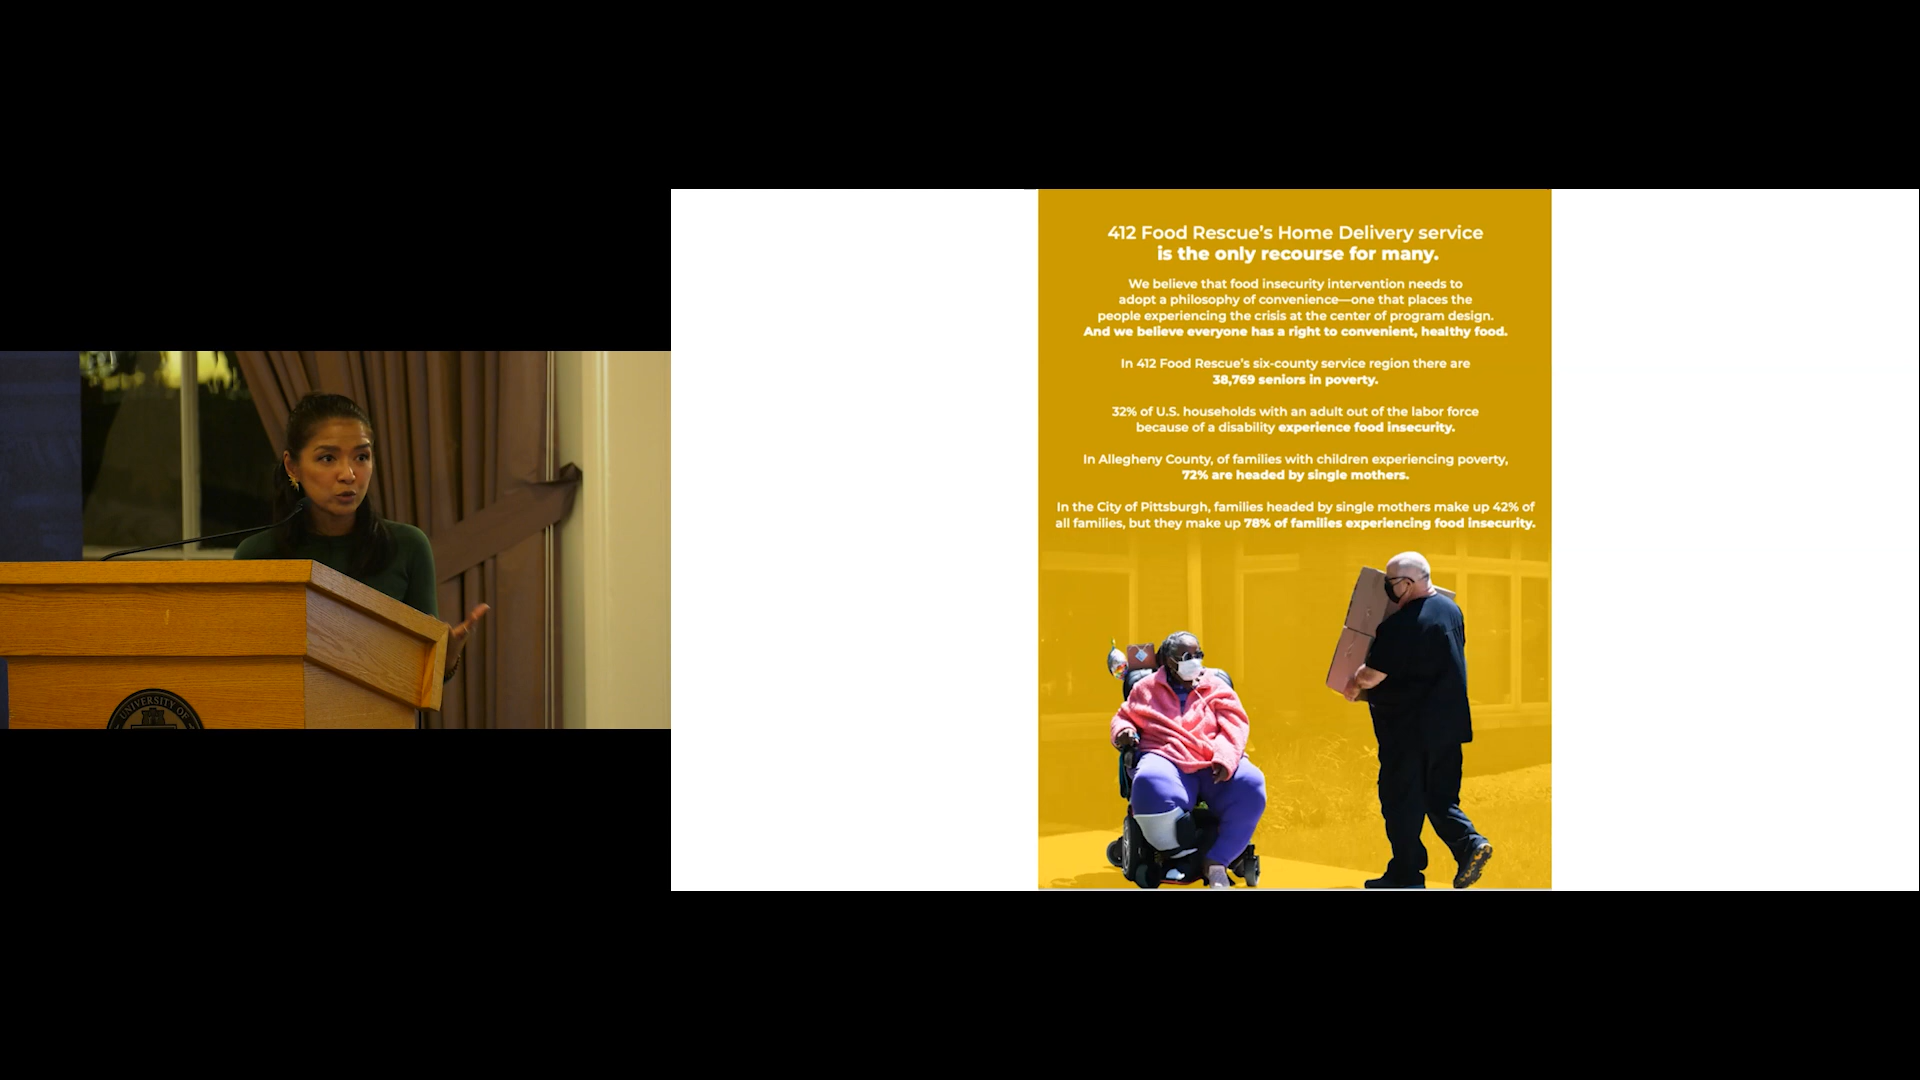 412 Food Rescue's Home Delivery service
is the only recourse for many.
We believe that food insecurity intervention needs to
adopt a philosophy of convenience—one that places the
people experiencing the crisis at the center of program design.
And we believe everyone has a right to convenient, healthy food.
In 412 Food Rescue's six-county service region there are
38,769 seniors in poverty.
32% of U.S. households with an adult out of the labor force
because of a disability experience food insecurity.
In Allegheny County, of families with children experiencing poverty,
72% are headed by single mothers.
In the City of Pittsburgh, families headed by single mothers make up 42% of
all families, but they make up 78% of families experiencing food insecurity.
UNIVERSITY OF